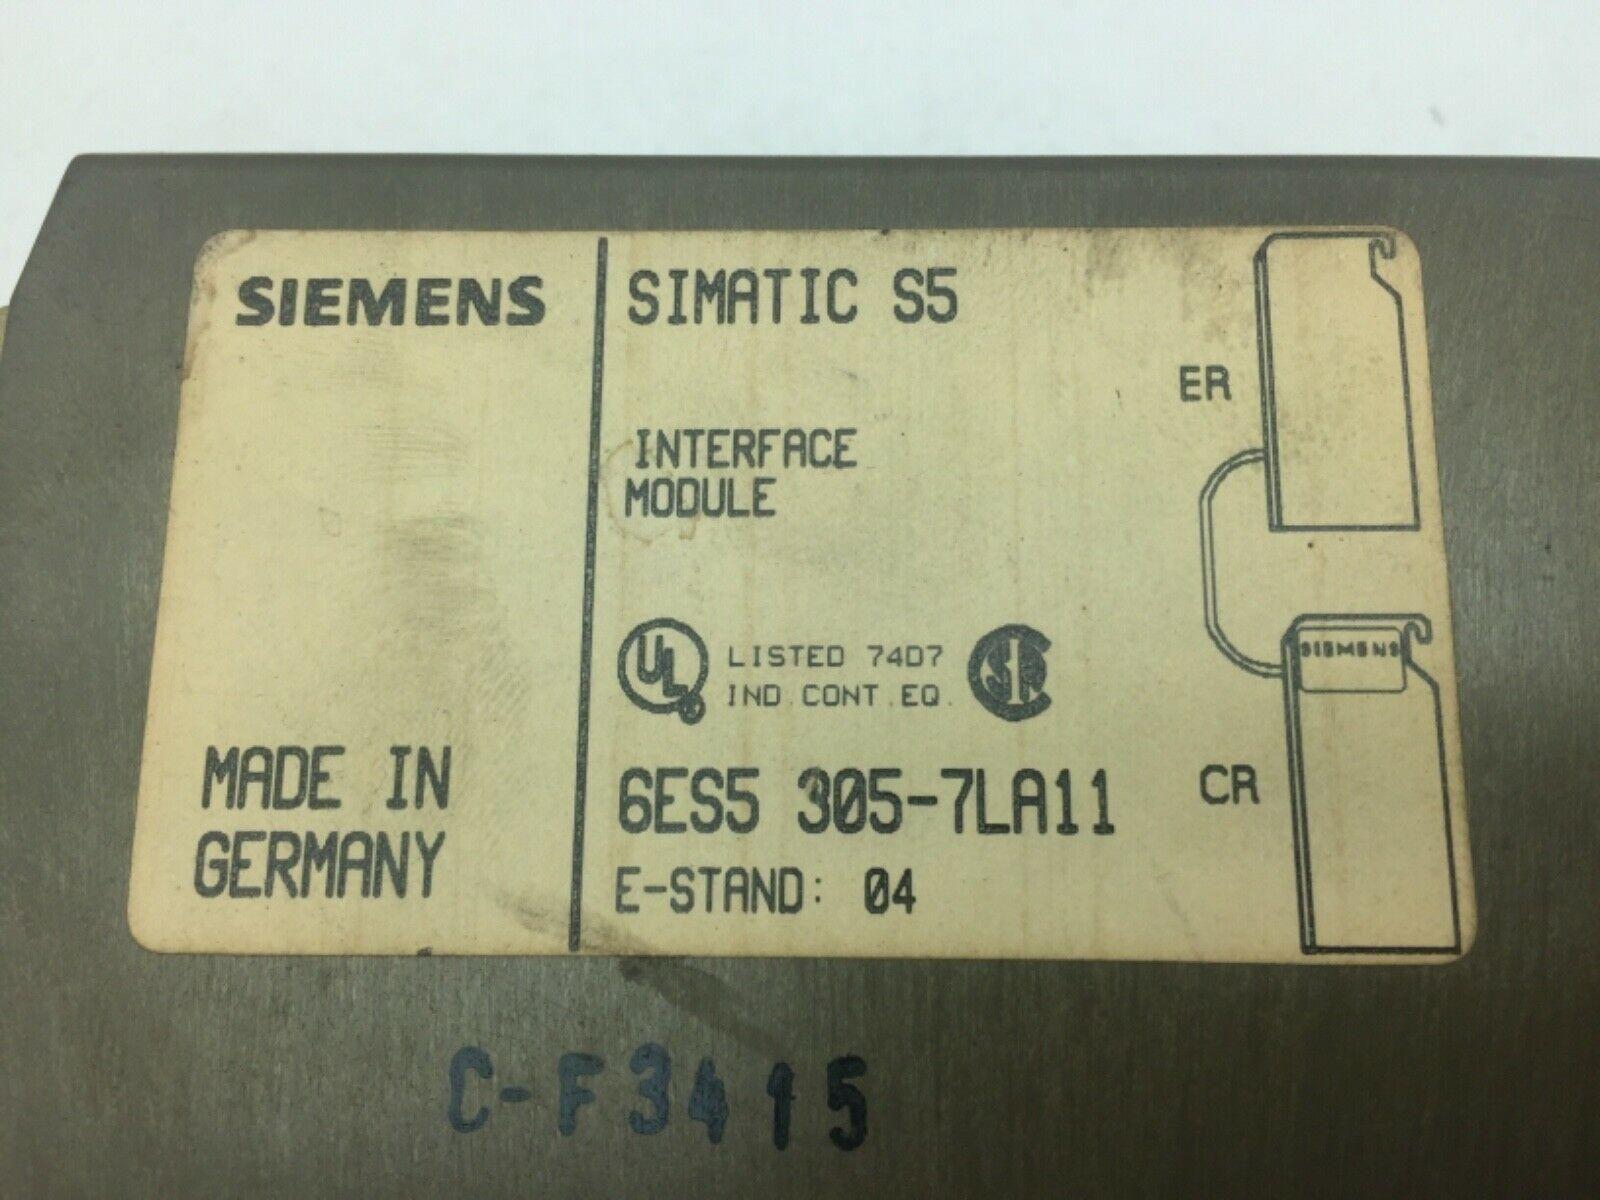 SIEMENS
SIMATIC S5
ER
INTERFACE
MODULE
UL
LISTED 74D7
IND.CONT.EQ.
SIEMENS
MADE IN
GERMANY
6ES5 305-7LA11
CR
E-STAND: 04
C-F3415